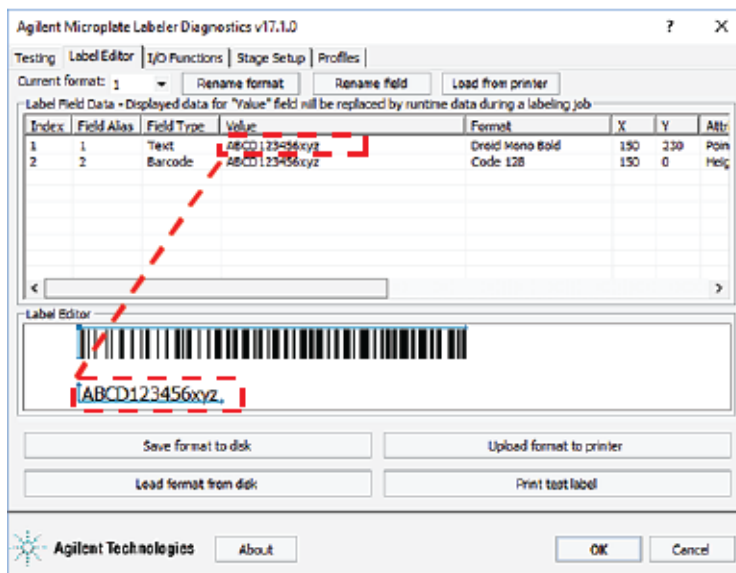 Agilent Microplate Labeler Diagnostics v17.1.0 ? X
Testing Label Editor I/O Functions Stage Setup Profiles
Current format: 1 Rename format Rename field Load from printer
Label Field Data - Displayed data for "Value" field will be replaced by runtime data during a labeling job
Index Field Alias Field Type Value Format X Y Attri
1 1 Text ABCD123456xyz Droid Mono Bold 150 230 Poin
2 2 Barcode ABCD123456xyz Code 128 150 0 Heig
Label Editor
ABCD123456xyz
Save format to disk Upload format to printer
Load format from disk Print test label
Agilent Technologies About OK Cancel